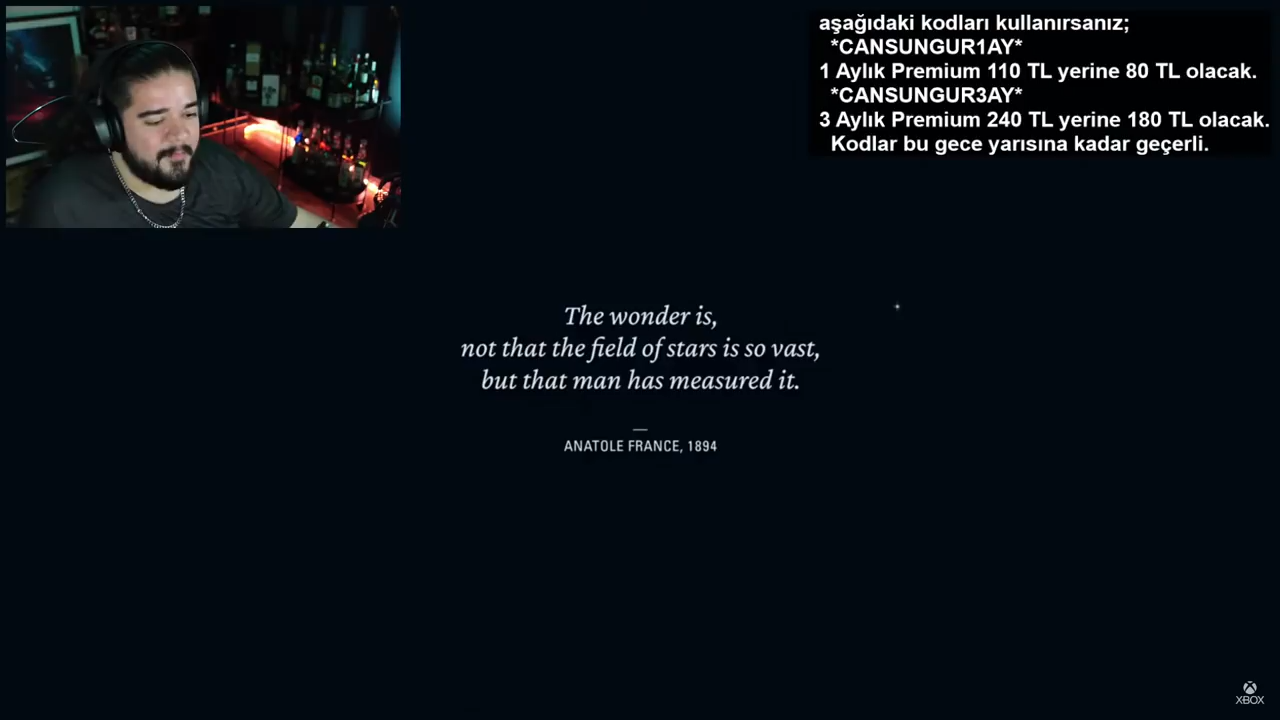 aşağıdaki kodları kullanırsanız;
*CANSUNGUR1AY*
1 Aylık Premium 110 TL yerine 80 TL olacak.
*CANSUNGUR3AY*
3 Aylık Premium 240 TL yerine 180 TL olacak.
Kodlar bu gece yarısına kadar geçerli.
The wonder is,
not that the field of stars is so vast,
but that man has measured it.
—
ANATOLE FRANCE, 1894
XBOX